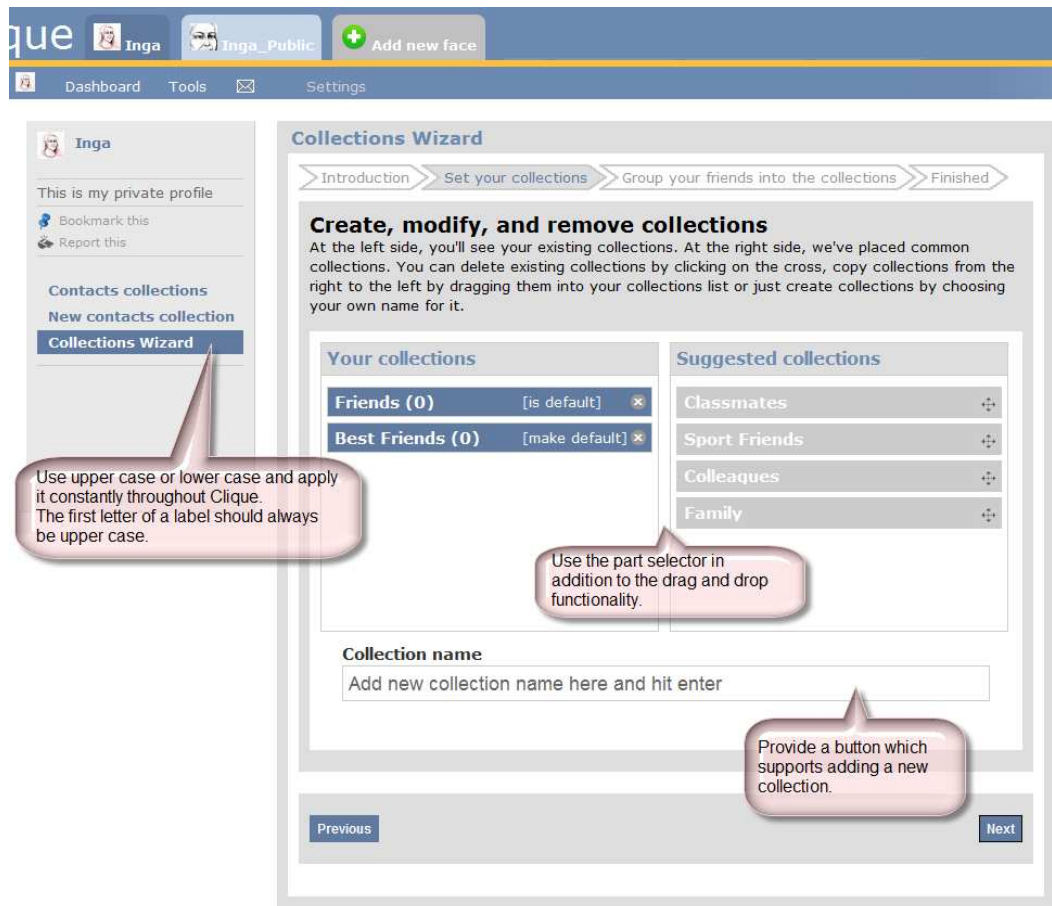 que Inga Inga_Public Add new face
Dashboard Tools Settings
Inga
This is my private profile
Bookmark this
Report this
Contacts collections
New contacts collection
Collections Wizard
Use upper case or lower case and apply
it constantly throughout Clique.
The first letter of a label should always
be upper case.
Collections Wizard
Introduction Set your collections Group your friends into the collections Finished
Create, modify, and remove collections
At the left side, you'll see your existing collections. At the right side, we've placed common
collections. You can delete existing collections by clicking on the cross, copy collections from the
right to the left by dragging them into your collections list or just create collections by choosing
your own name for it.
Your collections
Friends (0) [is default]
Best Friends (0) [make default]
Suggested collections
Classmates
Sport Friends
Colleagues
Family
Use the part selector in
addition to the drag and drop
functionality.
Collection name
Add new collection name here and hit enter
Provide a button which
supports adding a new
collection.
Previous Next